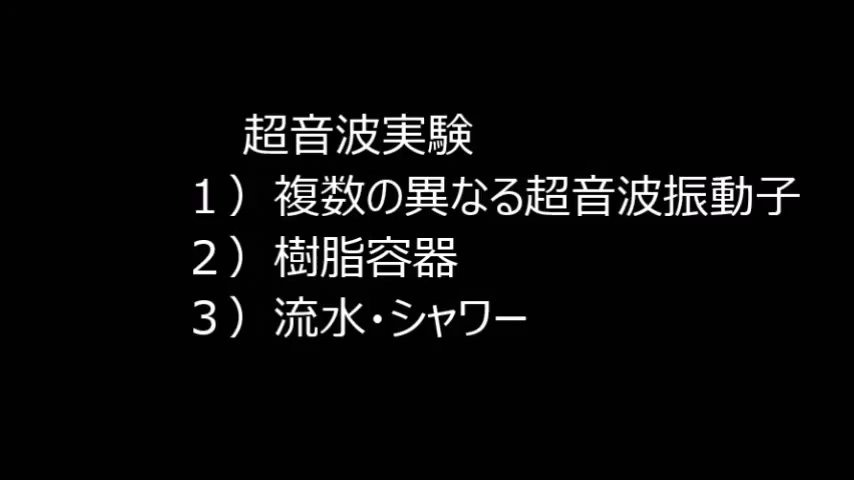 超音波実験
１）複数の異なる超音波振動子
２）樹脂容器
３）流水・シャワー